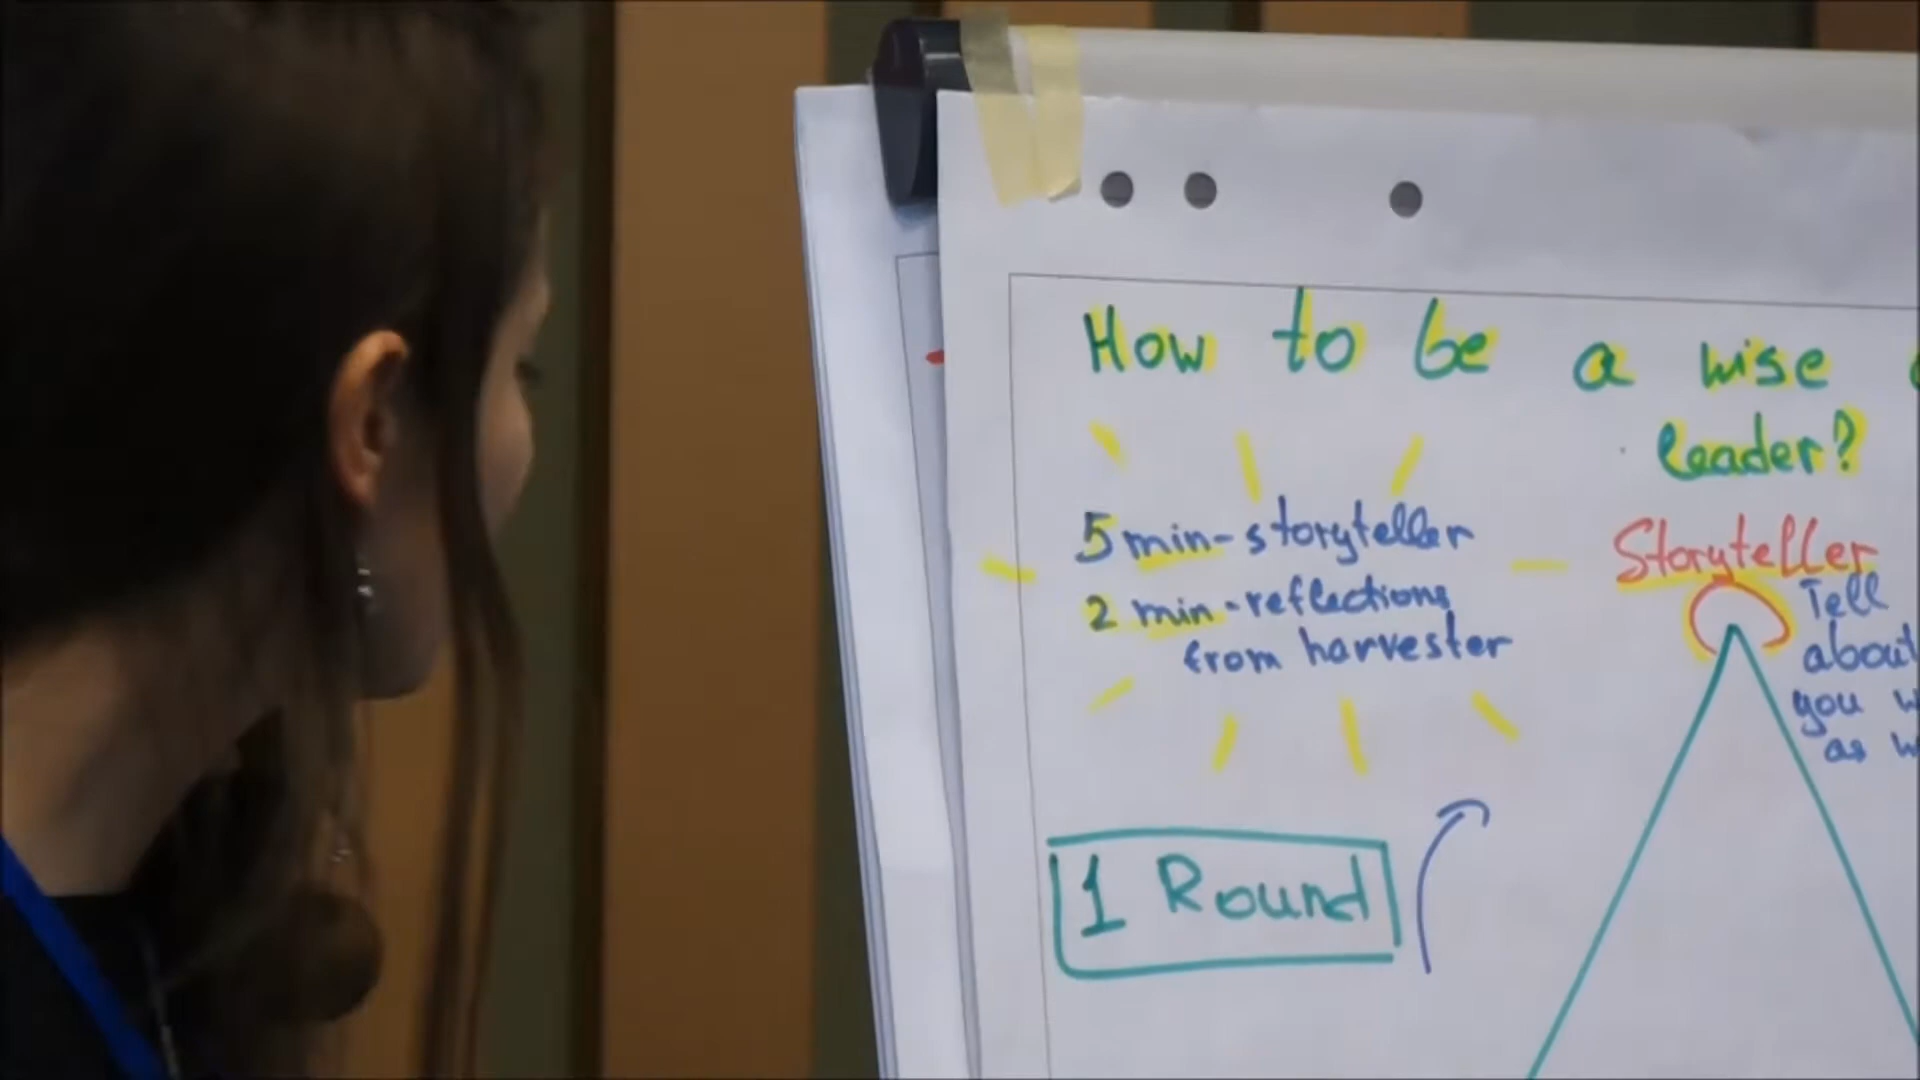 How to be a wise
leader?
5 min-storyteller
2 min-reflections
from harvester
Storyteller
Tell
about
you
as
1 Round